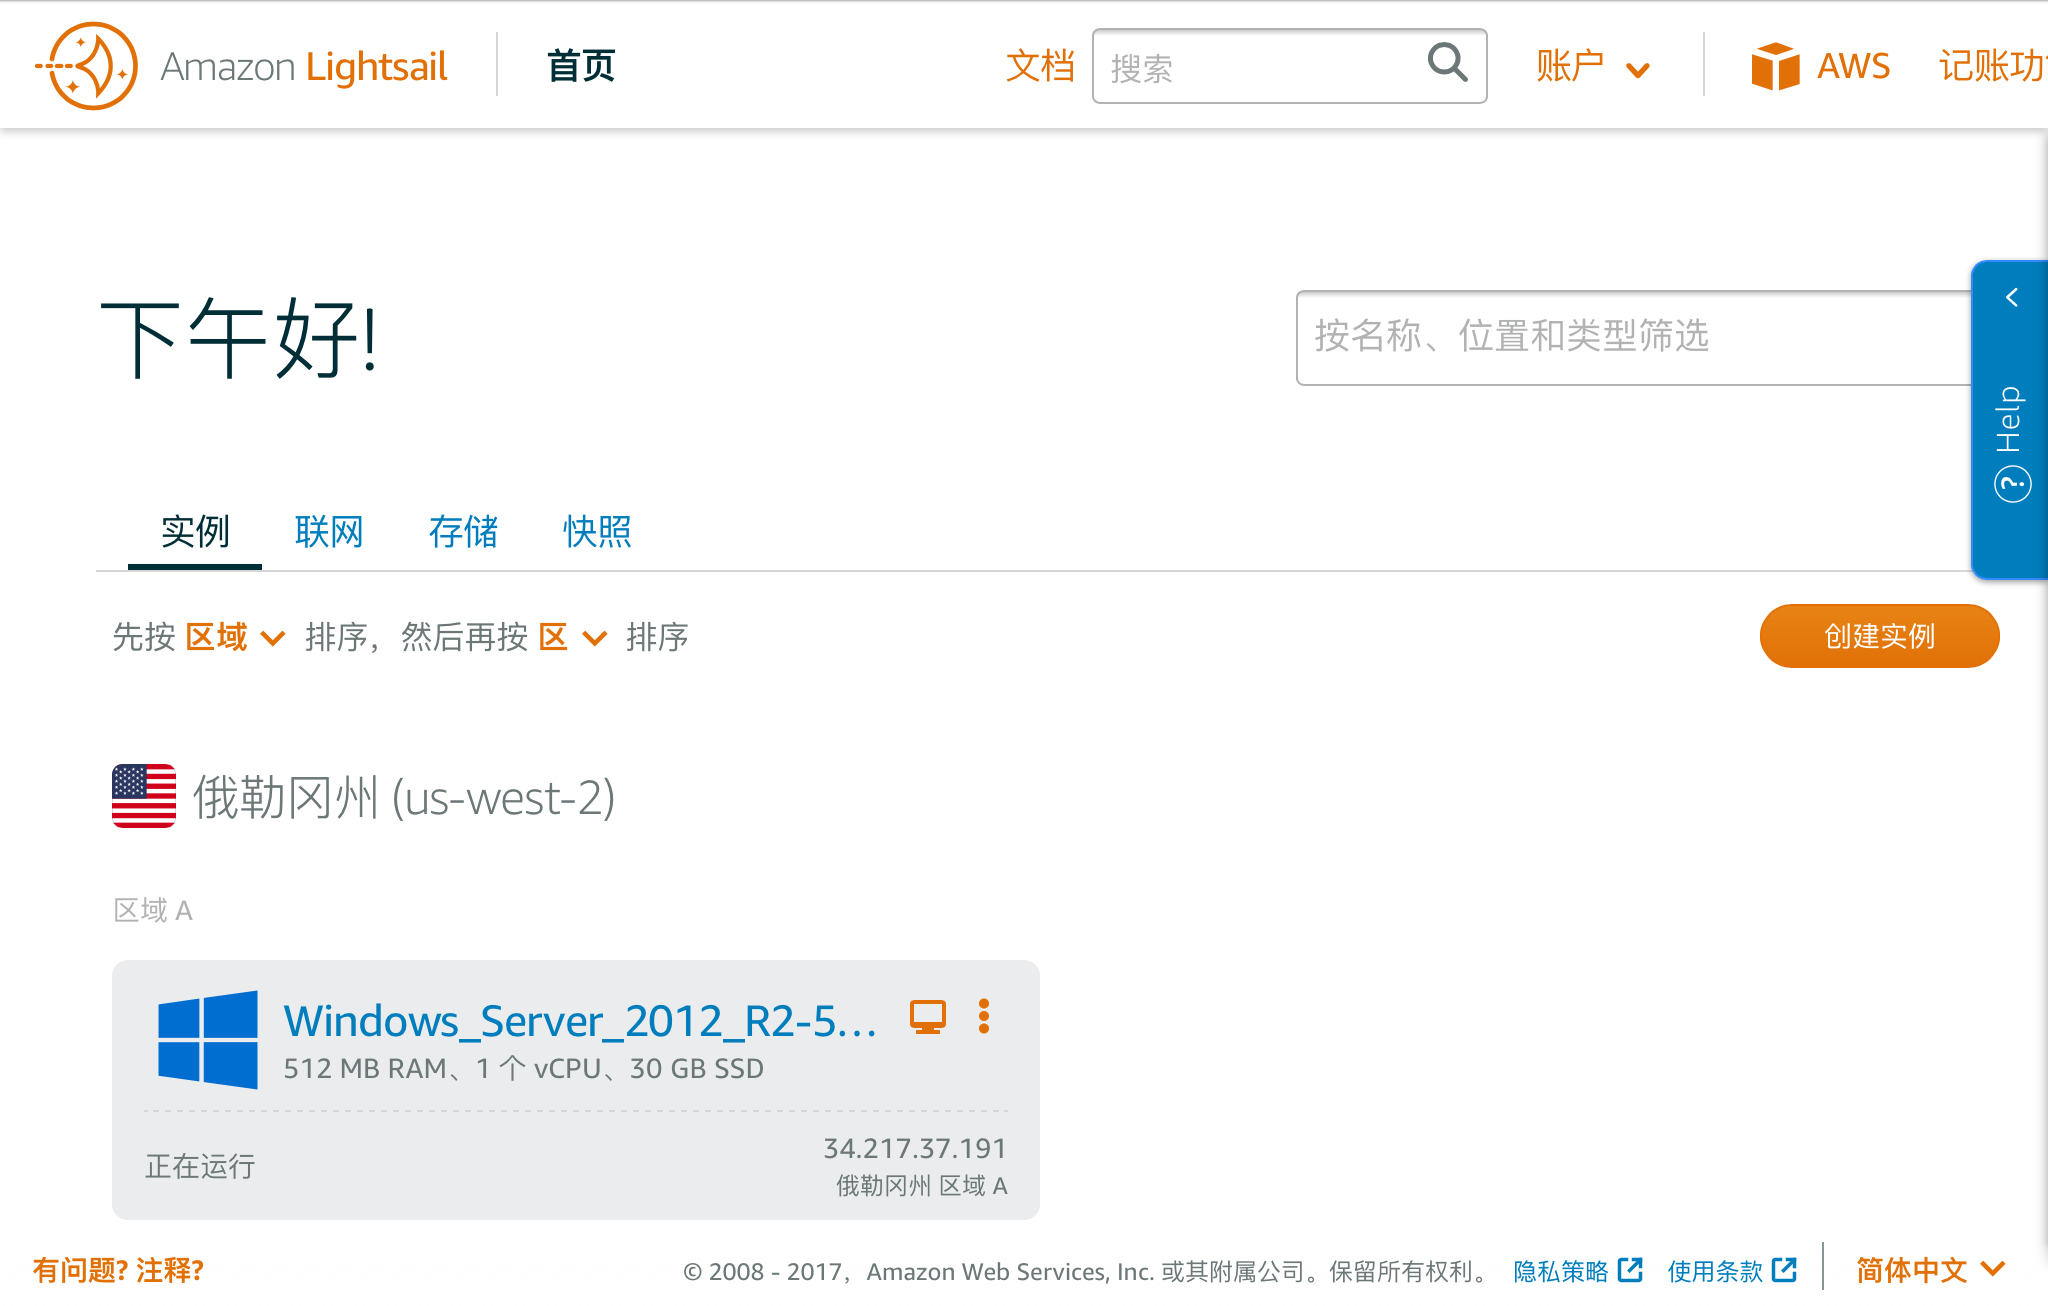 Amazon Lightsail 首页 文档 搜索 账户 AWS 记账功
下午好!
按名称、位置和类型筛选
Help
实例 联网 存储 快照
先按 区域 排序，然后再按 区 排序
创建实例
俄勒冈州 (us-west-2)
区域 A
Windows_Server_2012_R2-5...
512 MB RAM、1 个 vCPU、30 GB SSD
正在运行
34.217.37.191
俄勒冈州 区域 A
有问题? 注释? © 2008 - 2017，Amazon Web Services, Inc. 或其附属公司。保留所有权利。 隐私策略 使用条款 简体中文